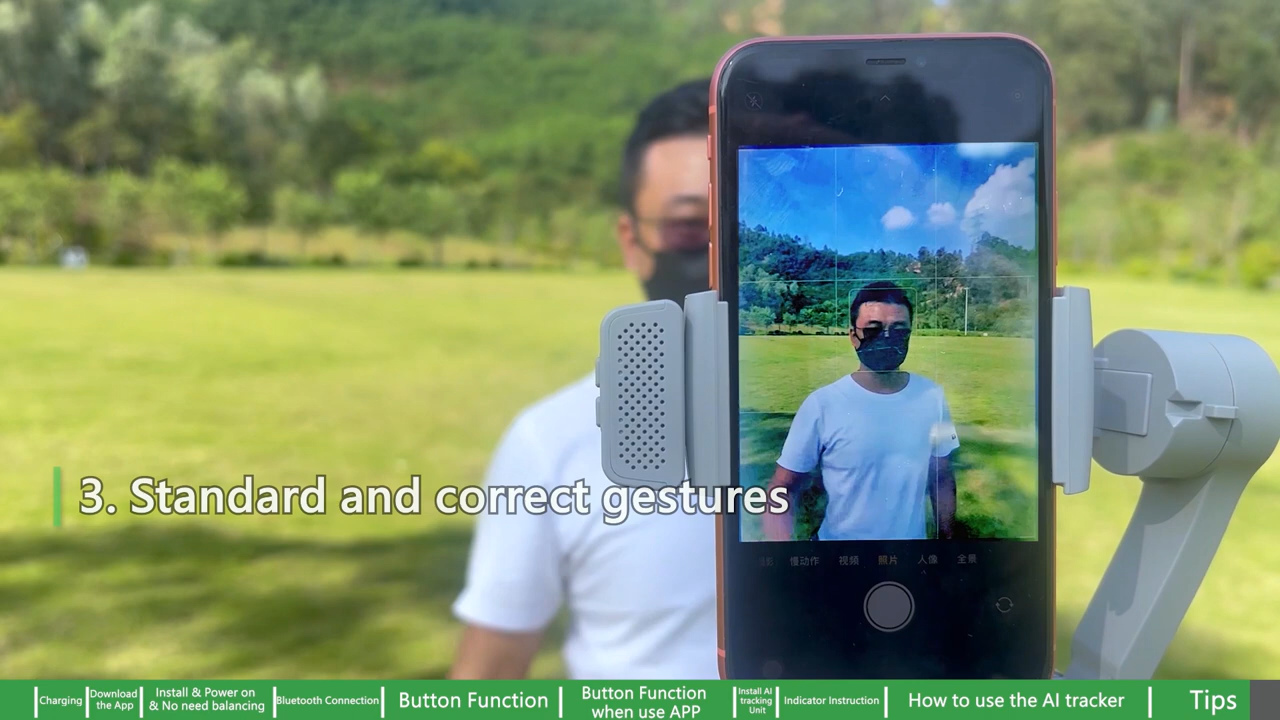 3. Standard and correct gestures
慢动作 视频 照片 人像 全景
Charging
Download
the App
Install & Power on
& No need balancing
Bluetooth Connection
Button Function
Button Function
when use APP
Install AI
tracking
Unit
Indicator Instruction
How to use the AI tracker
Tips